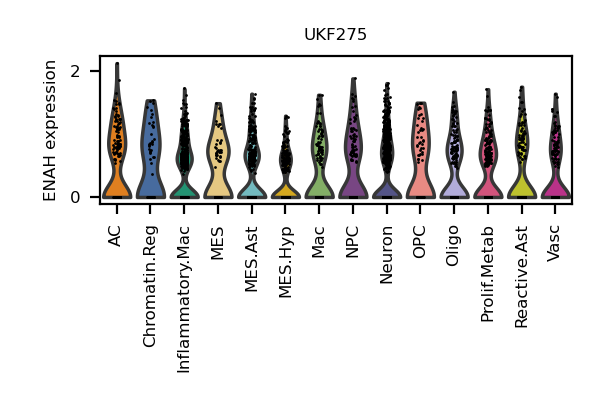 UKF275
ENAH expression
2
0
AC
Chromatin.Reg
Inflammatory.Mac
MES
MES.Ast
MES.Hyp
Mac
NPC
Neuron
OPC
Oligo
Prolif.Metab
Reactive.Ast
Vasc